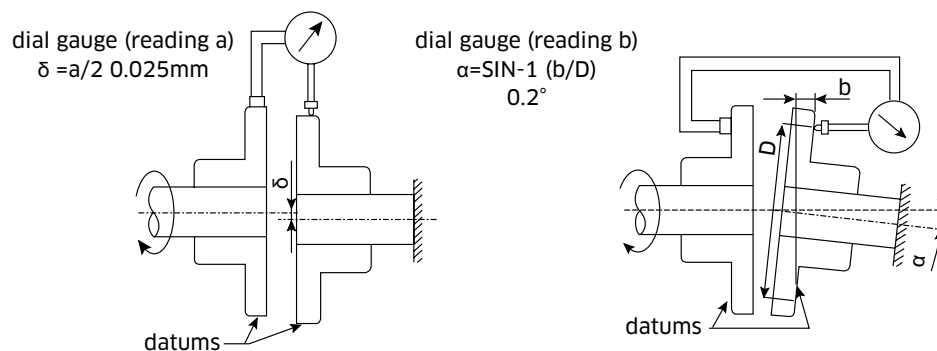 dial gauge (reading a)
δ =a/2 0.025mm
δ
datums
dial gauge (reading b)
α=SIN-1 (b/D)
0.2°
b
D
α
datums